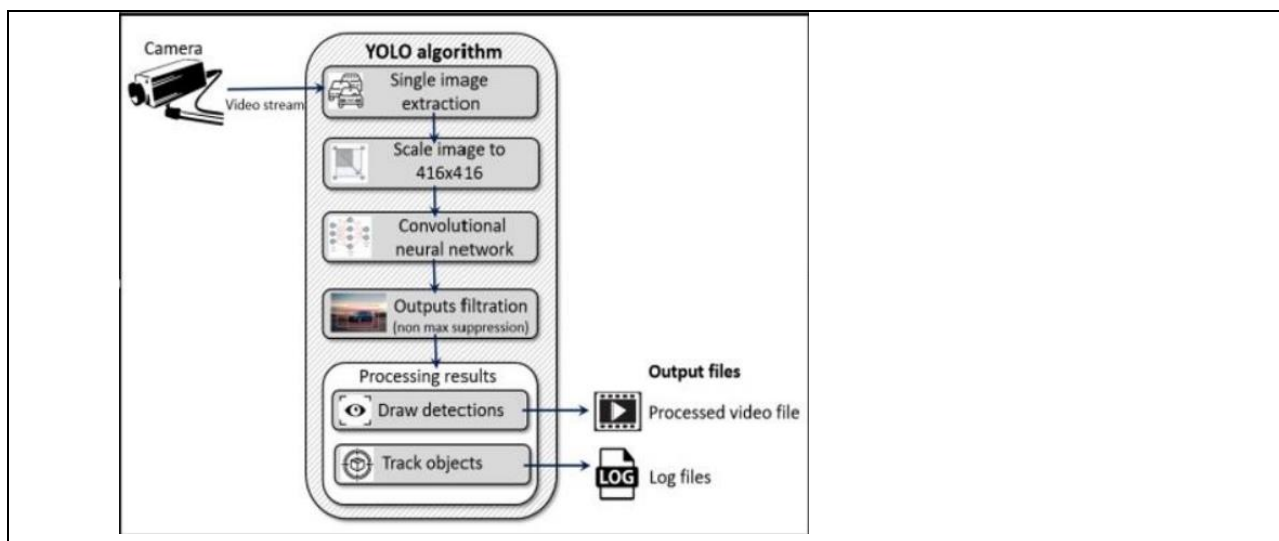 Camera
Video stream
YOLO algorithm
Single image
extraction
Scale image to
416x416
Convolutional
neural network
Outputs filtration
(non max suppression)
Processing results
Draw detections
Track objects
Output files
Processed video file
LOG
Log files